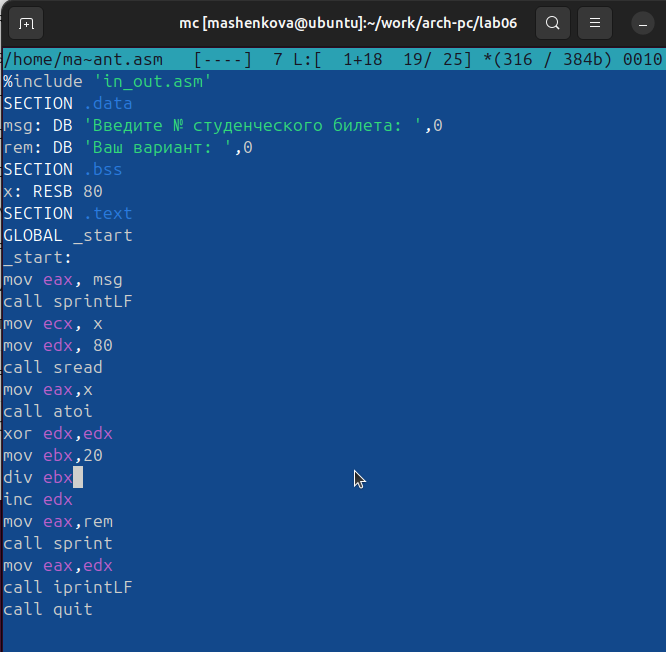 mc [mashenkova@ubuntu]:~/work/arch-pc/lab06
/home/ma~ant.asm   [----]  7 L:[  1+18  19/ 25] *(316 / 384b) 0010
%include 'in_out.asm'
SECTION .data
msg: DB 'Введите № студенческого билета: ',0
rem: DB 'Ваш вариант: ',0
SECTION .bss
x: RESB 80
SECTION .text
GLOBAL _start
_start:
mov eax, msg
call sprintLF
mov ecx, x
mov edx, 80
call sread
mov eax,x
call atoi
xor edx,edx
mov ebx,20
div ebx
inc edx
mov eax,rem
call sprint
mov eax,edx
call iprintLF
call quit